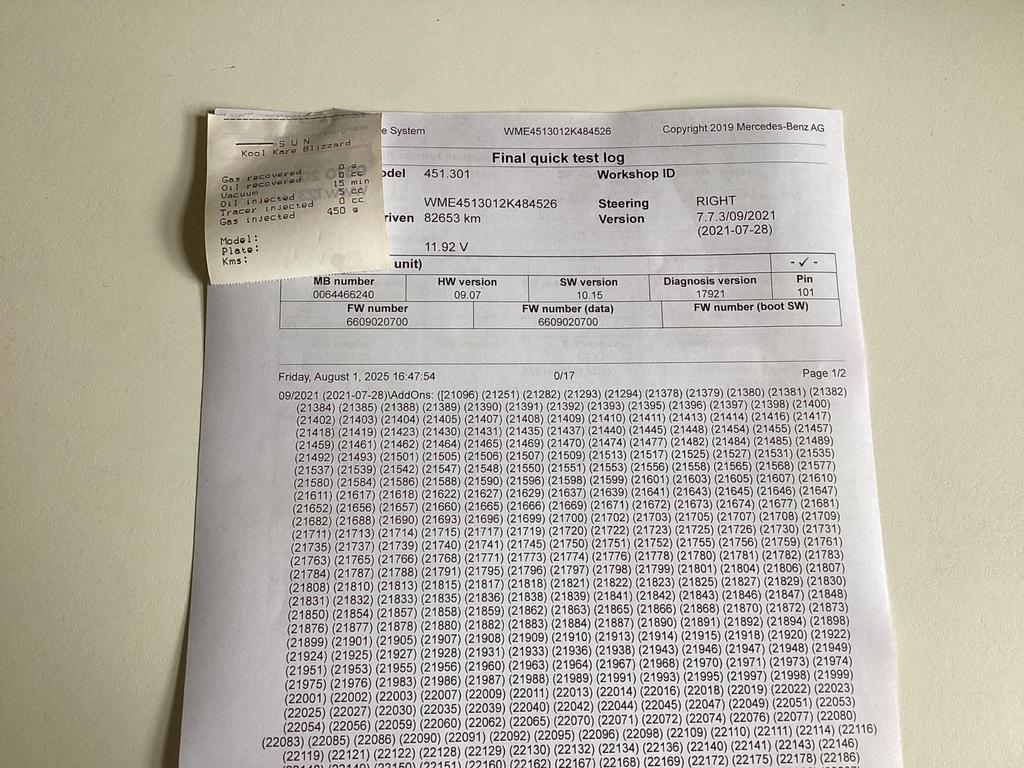 SUN
Kool Kare Blizzard
Gas recovered 0 g
Oil recovered 0 cc
Vacuum 15 min
Oil injected 5 cc
Tracer injected 0 cc
Gas injected 450 g
Model:
Plate:
Kms:
e System WME4513012K484526 Copyright 2019 Mercedes-Benz AG
Final quick test log
odel 451.301 Workshop ID
WME4513012K484526 Steering RIGHT
riven 82653 km Version 7.7.3/09/2021
(2021-07-28)
11.92 V
unit) - ✓ -
MB number HW version SW version Diagnosis version Pin
0064466240 09.07 10.15 17921 101
FW number FW number (data) FW number (boot SW)
6609020700 6609020700
Friday, August 1, 2025 16:47:54 0/17 Page 1/2
09/2021 (2021-07-28)\AddOns: ([21096) (21251) (21282) (21293) (21294) (21378) (21379) (21380) (21381) (21382)
(21384) (21385) (21388) (21389) (21390) (21391) (21392) (21393) (21395) (21396) (21397) (21398) (21400)
(21402) (21403) (21404) (21405) (21407) (21408) (21409) (21410) (21411) (21413) (21414) (21416) (21417)
(21418) (21419) (21423) (21430) (21431) (21435) (21437) (21440) (21445) (21448) (21454) (21455) (21457)
(21459) (21461) (21462) (21464) (21465) (21469) (21470) (21474) (21477) (21482) (21484) (21485) (21489)
(21492) (21493) (21501) (21505) (21506) (21507) (21509) (21513) (21517) (21525) (21527) (21531) (21535)
(21537) (21539) (21542) (21547) (21548) (21550) (21551) (21553) (21556) (21558) (21565) (21568) (21577)
(21580) (21584) (21586) (21588) (21590) (21596) (21598) (21599) (21601) (21603) (21605) (21607) (21610)
(21611) (21617) (21618) (21622) (21627) (21629) (21637) (21639) (21641) (21643) (21645) (21646) (21647)
(21652) (21656) (21657) (21660) (21665) (21666) (21669) (21671) (21672) (21673) (21674) (21677) (21681)
(21682) (21688) (21690) (21693) (21696) (21699) (21700) (21702) (21703) (21705) (21707) (21708) (21709)
(21711) (21713) (21714) (21715) (21717) (21719) (21720) (21722) (21723) (21725) (21726) (21730) (21731)
(21735) (21737) (21739) (21740) (21741) (21745) (21750) (21751) (21752) (21755) (21756) (21759) (21761)
(21763) (21765) (21766) (21768) (21771) (21773) (21774) (21776) (21778) (21780) (21781) (21782) (21783)
(21784) (21787) (21788) (21791) (21795) (21796) (21797) (21798) (21799) (21801) (21804) (21806) (21807)
(21808) (21810) (21813) (21815) (21817) (21818) (21821) (21822) (21823) (21825) (21827) (21829) (21830)
(21831) (21832) (21833) (21835) (21836) (21838) (21839) (21841) (21842) (21843) (21846) (21847) (21848)
(21850) (21854) (21857) (21858) (21859) (21862) (21863) (21865) (21866) (21868) (21870) (21872) (21873)
(21876) (21877) (21878) (21880) (21882) (21883) (21884) (21887) (21890) (21891) (21892) (21894) (21898)
(21899) (21901) (21905) (21907) (21908) (21909) (21910) (21913) (21914) (21915) (21918) (21920) (21922)
(21924) (21925) (21927) (21928) (21931) (21933) (21936) (21938) (21943) (21946) (21947) (21948) (21949)
(21951) (21953) (21955) (21956) (21960) (21963) (21964) (21967) (21968) (21970) (21971) (21973) (21974)
(21975) (21976) (21983) (21986) (21987) (21988) (21989) (21991) (21993) (21995) (21997) (21998) (21999)
(22001) (22002) (22003) (22007) (22009) (22011) (22013) (22014) (22016) (22018) (22019) (22022) (22023)
(22025) (22027) (22030) (22035) (22039) (22040) (22042) (22044) (22045) (22047) (22049) (22051) (22053)
(22054) (22056) (22059) (22060) (22062) (22065) (22070) (22071) (22072) (22074) (22076) (22077) (22080)
(22083) (22085) (22086) (22090) (22091) (22092) (22095) (22096) (22098) (22109) (22110) (22111) (22114) (22116)
(22119) (22121) (22122) (22128) (22129) (22130) (22132) (22134) (22136) (22140) (22141) (22143) (22146)
(22150) (22151) (22160) (22162) (22167) (22168) (22169) (22172) (22175) (22178) (22186)